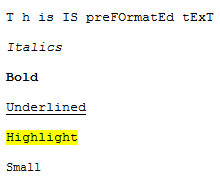 T h is IS preFOrmatEd tExT
Italics
Bold
Underlined
Highlight
Small